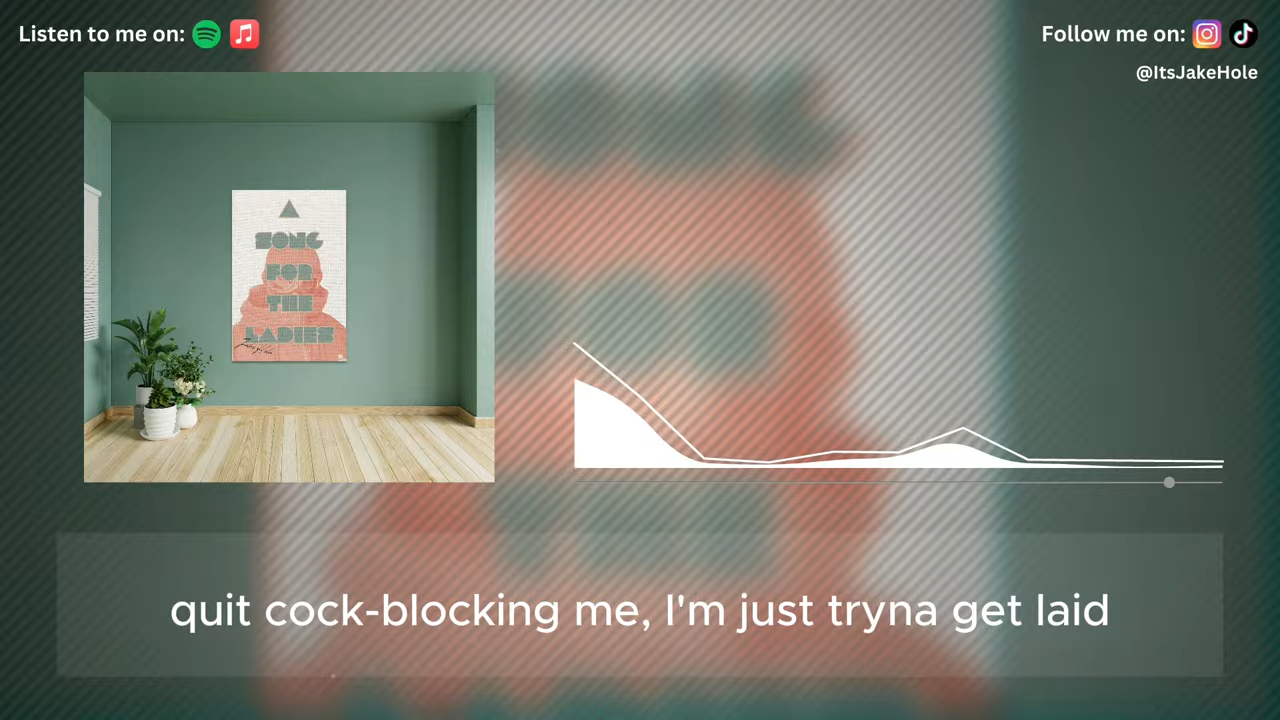 Listen to me on:
Follow me on:
@ItsJakeHole
SONG
FOR
THE
LADIES
quit cock-blocking me, I'm just tryna get laid